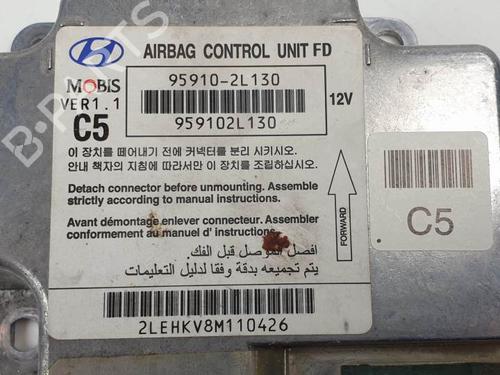 AIRBAG CONTROL UNIT FD
MOBIS
95910-2L130
VER1.1
12V
C5
959102L130
이 장치를 떼어내기 전에 커넥터를 분리 시키시오.
안내 책자의 지침에 따라서만 이 장치를 조립하십시오.
Detach connector before unmounting. Assemble
strictly according to manual instructions.
Avant démontage enlever connecteur. Assembler
conformement au manuel d' instructions.
افصل الموصل قبل الفك.
يتم تجميعه بدقة وفقا لدليل التعليمات
FORWARD
C5
2LEHKV8M110426
B-PARTS